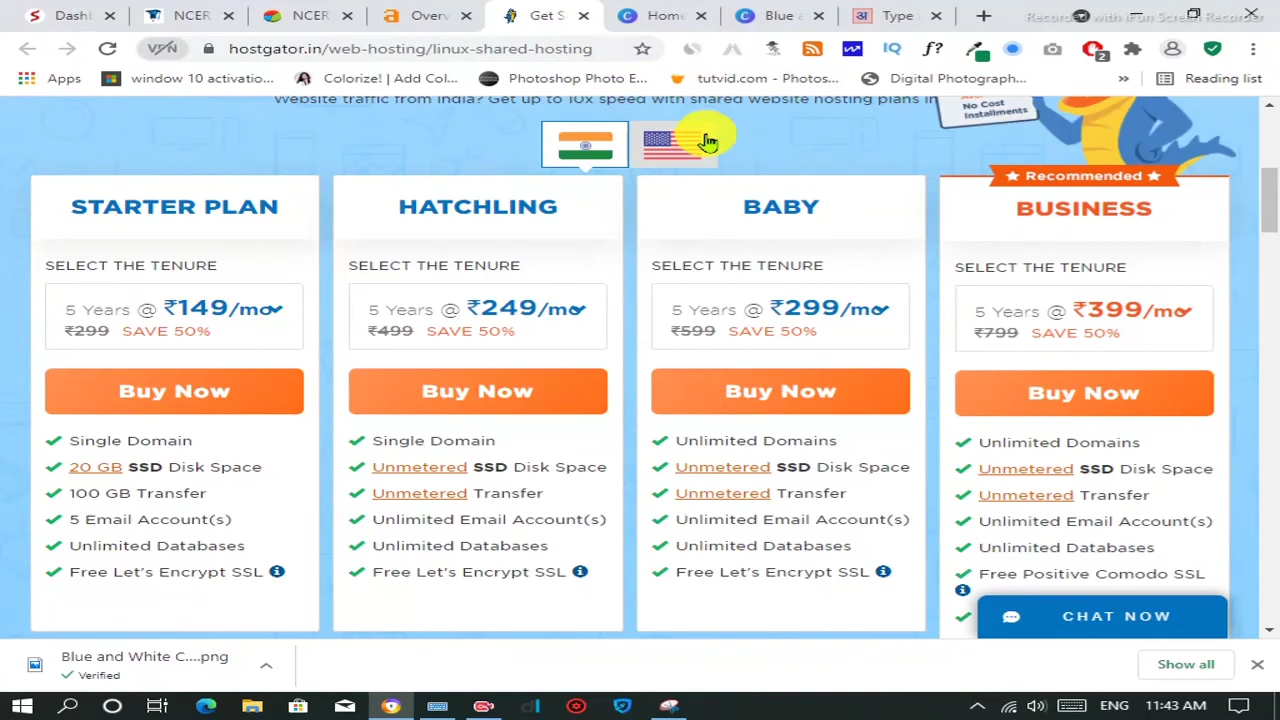 Dashb
NCER
NCER
Overv
Get S
Home
Blue a
अ Type i
Recorded with iFun Screen Recorder
VPN
hostgator.in/web-hosting/linux-shared-hosting
Apps
window 10 activatio...
Colorize! | Add Col...
Photoshop Photo E...
tutvid.com - Photos...
Digital Photograph...
»
Reading list
Website traffic from India? Get up to 10x speed with shared website hosting plans in
No Cost
Installments
Recommended
STARTER PLAN
HATCHLING
BABY
BUSINESS
SELECT THE TENURE
SELECT THE TENURE
SELECT THE TENURE
SELECT THE TENURE
5 Years @ ₹149/mo
₹299 SAVE 50%
5 Years @ ₹249/mo
₹499 SAVE 50%
5 Years @ ₹299/mo
₹599 SAVE 50%
5 Years @ ₹399/mo
₹799 SAVE 50%
Buy Now
Buy Now
Buy Now
Buy Now
Single Domain
20 GB SSD Disk Space
100 GB Transfer
5 Email Account(s)
Unlimited Databases
Free Let's Encrypt SSL
Single Domain
Unmetered SSD Disk Space
Unmetered Transfer
Unlimited Email Account(s)
Unlimited Databases
Free Let's Encrypt SSL
Unlimited Domains
Unmetered SSD Disk Space
Unmetered Transfer
Unlimited Email Account(s)
Unlimited Databases
Free Let's Encrypt SSL
Unlimited Domains
Unmetered SSD Disk Space
Unmetered Transfer
Unlimited Email Account(s)
Unlimited Databases
Free Positive Comodo SSL
CHAT NOW
Blue and White C....png
Verified
Show all
ENG
11:43 AM